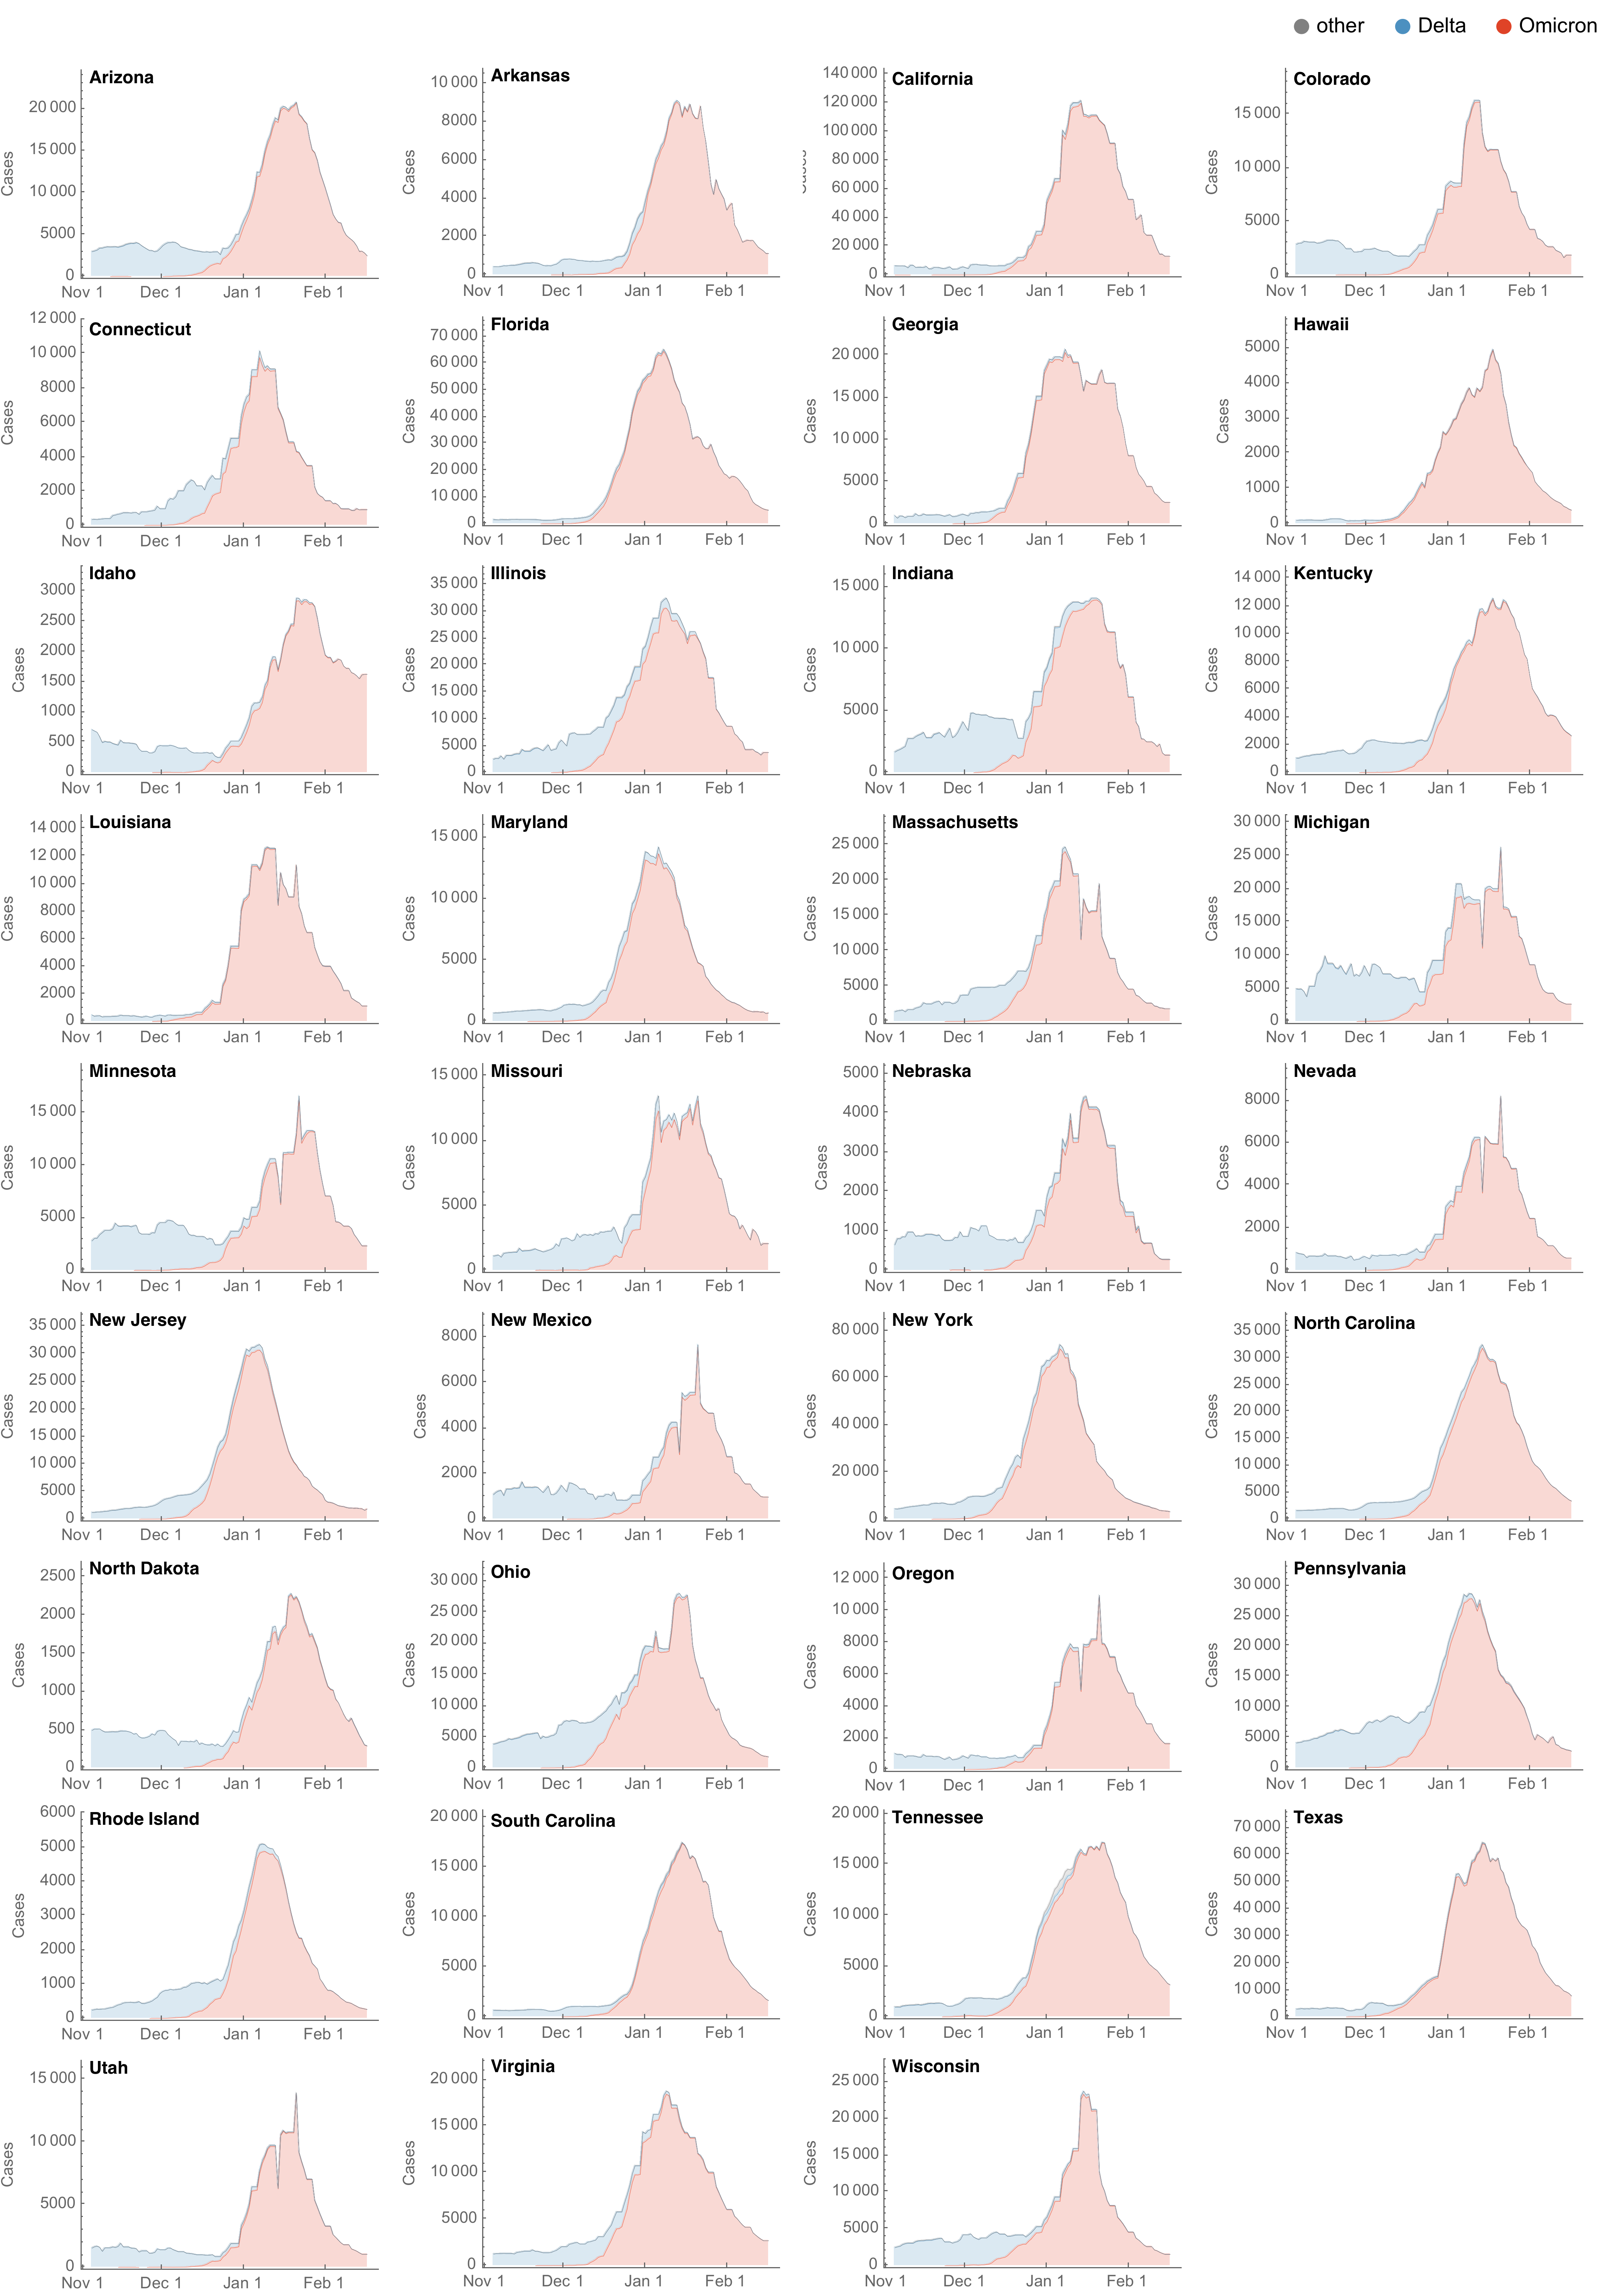 other Delta Omicron
Arizona
Cases
20 000
15 000
10 000
5000
0
Nov 1 Dec 1 Jan 1 Feb 1
Arkansas
Cases
10 000
8000
6000
4000
2000
0
Nov 1 Dec 1 Jan 1 Feb 1
California
140 000
120 000
100 000
80 000
60 000
40 000
20 000
0
Nov 1 Dec 1 Jan 1 Feb 1
Colorado
Cases
15 000
10 000
5000
0
Nov 1 Dec 1 Jan 1 Feb 1
Connecticut
Cases
12 000
10 000
8000
6000
4000
2000
0
Nov 1 Dec 1 Jan 1 Feb 1
Florida
Cases
70 000
60 000
50 000
40 000
30 000
20 000
10 000
0
Nov 1 Dec 1 Jan 1 Feb 1
Georgia
Cases
20 000
15 000
10 000
5000
0
Nov 1 Dec 1 Jan 1 Feb 1
Hawaii
Cases
5000
4000
3000
2000
1000
0
Nov 1 Dec 1 Jan 1 Feb 1
Idaho
Cases
3000
2500
2000
1500
1000
500
0
Nov 1 Dec 1 Jan 1 Feb 1
Illinois
Cases
35 000
30 000
25 000
20 000
15 000
10 000
5000
0
Nov 1 Dec 1 Jan 1 Feb 1
Indiana
Cases
15 000
10 000
5000
0
Nov 1 Dec 1 Jan 1 Feb 1
Kentucky
Cases
14 000
12 000
10 000
8000
6000
4000
2000
0
Nov 1 Dec 1 Jan 1 Feb 1
Louisiana
Cases
14 000
12 000
10 000
8000
6000
4000
2000
0
Nov 1 Dec 1 Jan 1 Feb 1
Maryland
Cases
15 000
10 000
5000
0
Nov 1 Dec 1 Jan 1 Feb 1
Massachusetts
Cases
25 000
20 000
15 000
10 000
5000
0
Nov 1 Dec 1 Jan 1 Feb 1
Michigan
Cases
30 000
25 000
20 000
15 000
10 000
5000
0
Nov 1 Dec 1 Jan 1 Feb 1
Minnesota
Cases
15 000
10 000
5000
0
Nov 1 Dec 1 Jan 1 Feb 1
Missouri
Cases
15 000
10 000
5000
0
Nov 1 Dec 1 Jan 1 Feb 1
Nebraska
Cases
5000
4000
3000
2000
1000
0
Nov 1 Dec 1 Jan 1 Feb 1
Nevada
Cases
8000
6000
4000
2000
0
Nov 1 Dec 1 Jan 1 Feb 1
New Jersey
Cases
35 000
30 000
25 000
20 000
15 000
10 000
5000
0
Nov 1 Dec 1 Jan 1 Feb 1
New Mexico
Cases
8000
6000
4000
2000
0
Nov 1 Dec 1 Jan 1 Feb 1
New York
Cases
80 000
60 000
40 000
20 000
0
Nov 1 Dec 1 Jan 1 Feb 1
North Carolina
Cases
35 000
30 000
25 000
20 000
15 000
10 000
5000
0
Nov 1 Dec 1 Jan 1 Feb 1
North Dakota
Cases
2500
2000
1500
1000
500
0
Nov 1 Dec 1 Jan 1 Feb 1
Ohio
Cases
30 000
25 000
20 000
15 000
10 000
5000
0
Nov 1 Dec 1 Jan 1 Feb 1
Oregon
Cases
12 000
10 000
8000
6000
4000
2000
0
Nov 1 Dec 1 Jan 1 Feb 1
Pennsylvania
Cases
30 000
25 000
20 000
15 000
10 000
5000
0
Nov 1 Dec 1 Jan 1 Feb 1
Rhode Island
Cases
6000
5000
4000
3000
2000
1000
0
Nov 1 Dec 1 Jan 1 Feb 1
South Carolina
Cases
20 000
15 000
10 000
5000
0
Nov 1 Dec 1 Jan 1 Feb 1
Tennessee
Cases
20 000
15 000
10 000
5000
0
Nov 1 Dec 1 Jan 1 Feb 1
Texas
Cases
70 000
60 000
50 000
40 000
30 000
20 000
10 000
0
Nov 1 Dec 1 Jan 1 Feb 1
Utah
Cases
15 000
10 000
5000
0
Nov 1 Dec 1 Jan 1 Feb 1
Virginia
Cases
20 000
15 000
10 000
5000
0
Nov 1 Dec 1 Jan 1 Feb 1
Wisconsin
Cases
25 000
20 000
15 000
10 000
5000
0
Nov 1 Dec 1 Jan 1 Feb 1